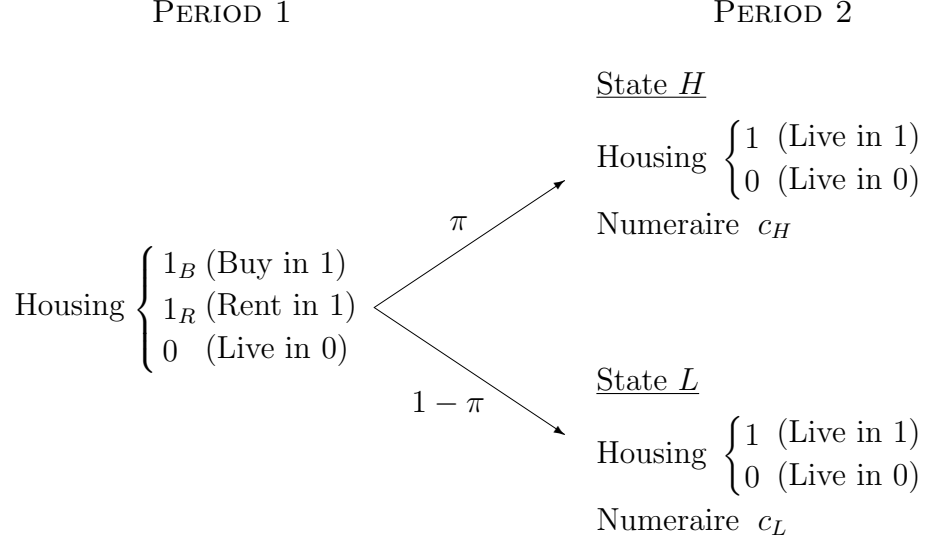 PERIOD 1
PERIOD 2
State H
Housing { 1 (Live in 1)
0 (Live in 0)
Numeraire c_H
π
Housing { 1_B (Buy in 1)
1_R (Rent in 1)
0 (Live in 0)
1 − π
State L
Housing { 1 (Live in 1)
0 (Live in 0)
Numeraire c_L